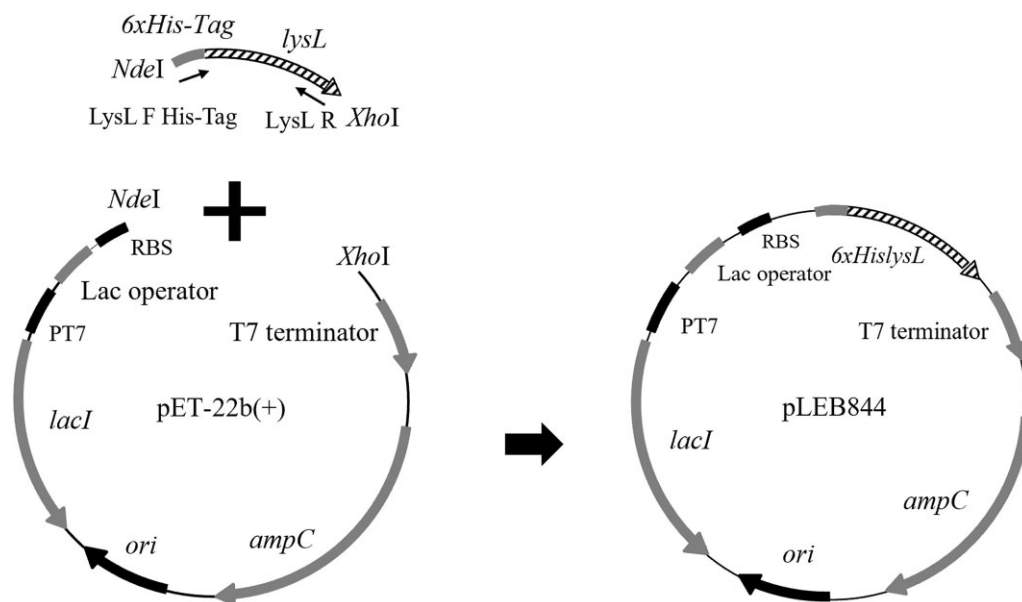 6xHis-Tag
lysL
NdeI
LysL F His-Tag
LysL R
XhoI
NdeI
RBS
XhoI
Lac operator
PT7
T7 terminator
lacI
pET-22b(+)
ori
ampC
RBS
6xHislysL
Lac operator
PT7
T7 terminator
pLEB844
lacI
ampC
ori